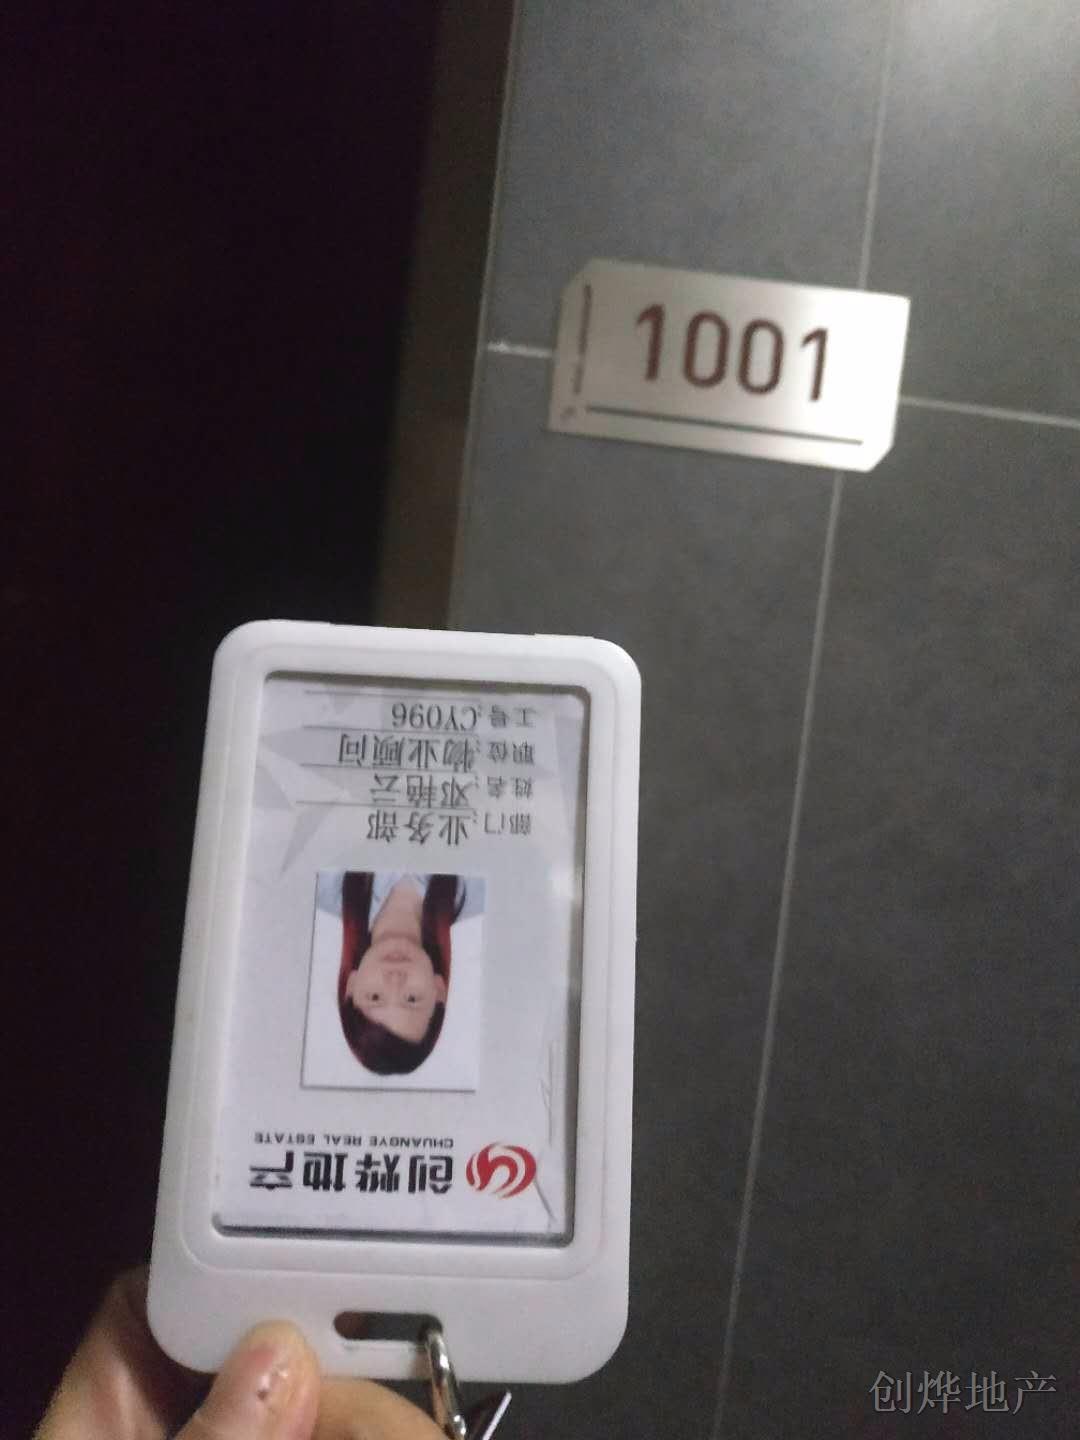 1001
创烨地产
CHUANGYE REAL ESTATE
部门:业务部
姓名:邓艳云
职位:物业顾问
工号:CY096
创烨地产